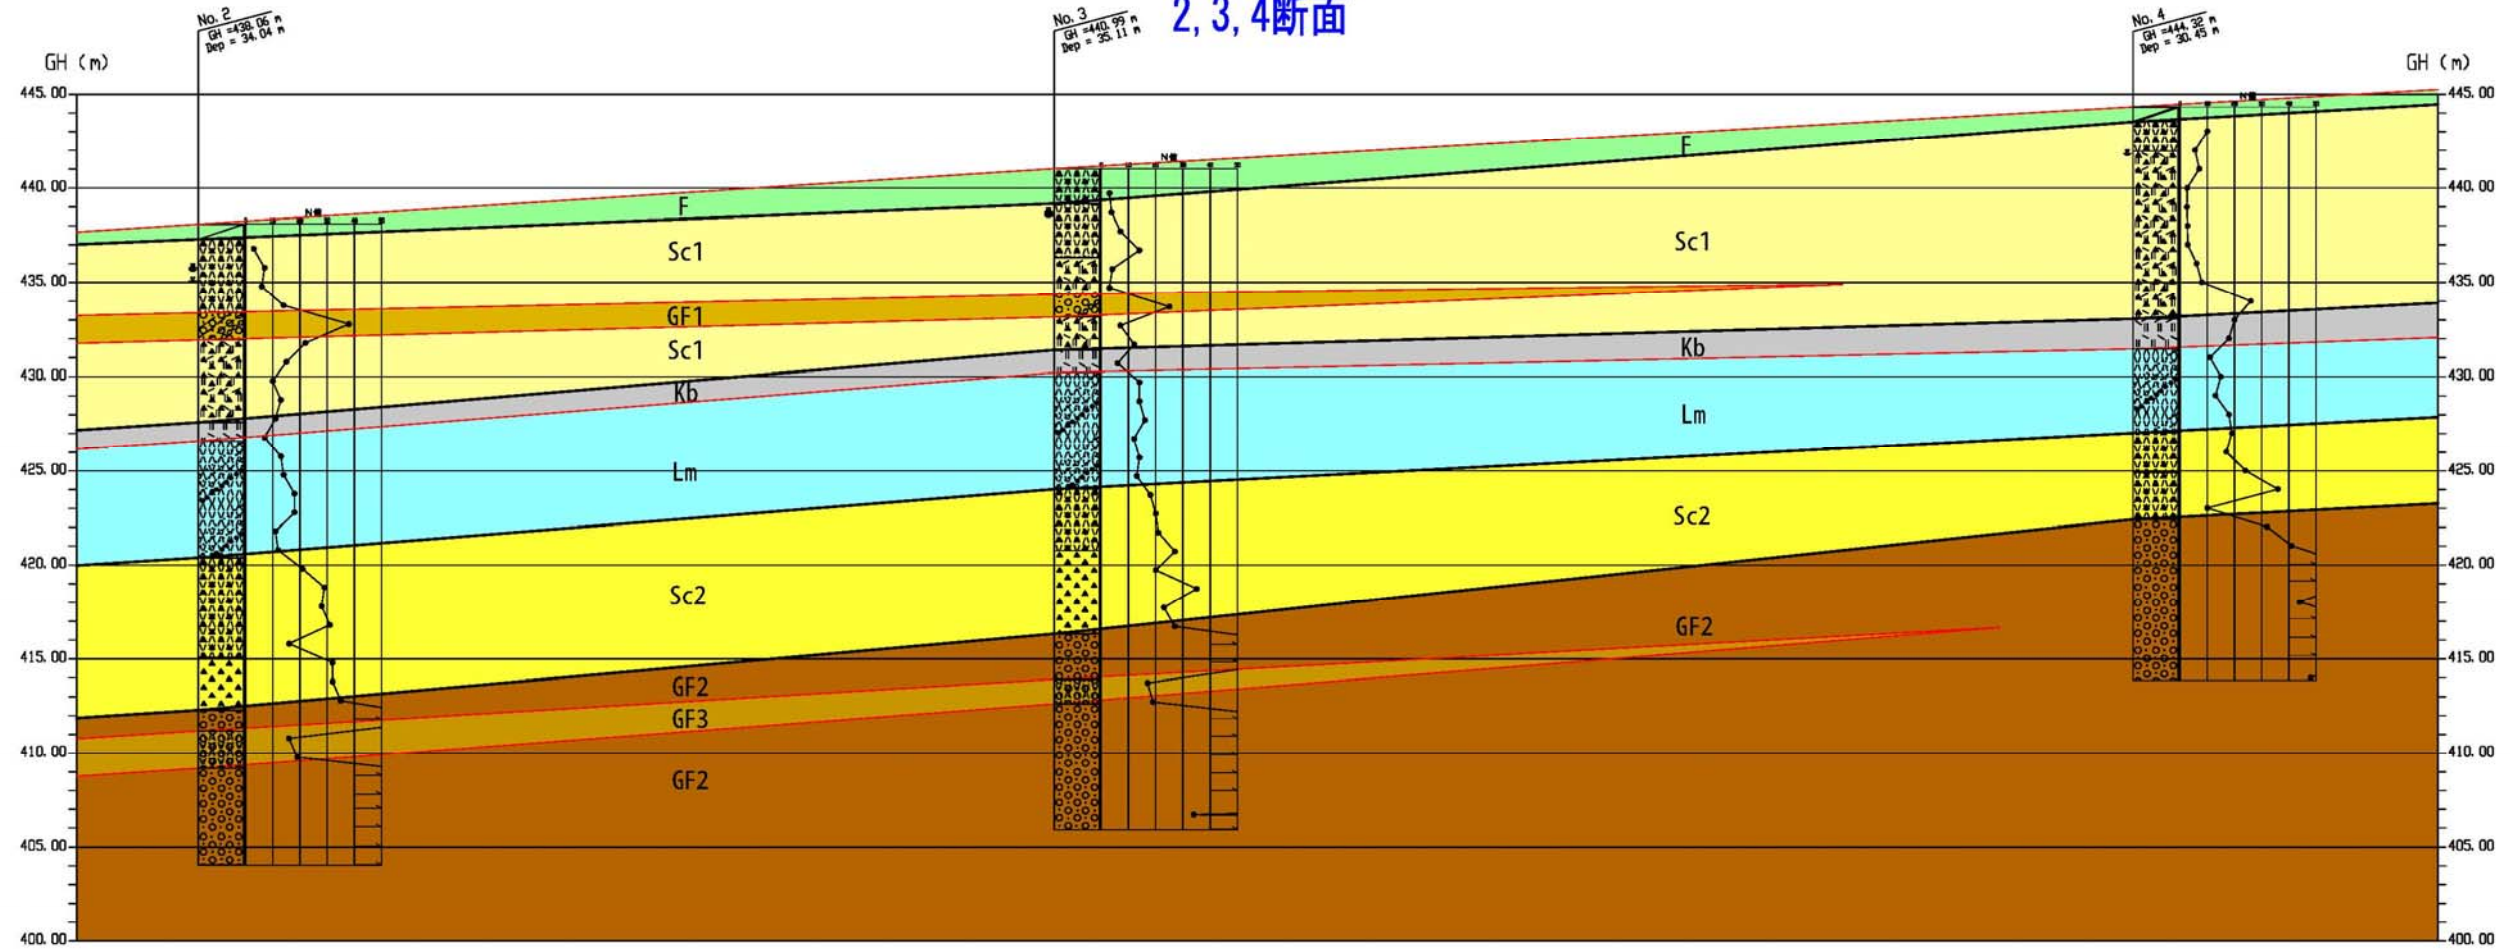 2,3,4断面
No. 2
GH =438.06 m
Dep = 34.04 m
No. 3
GH =440.99 m
Dep = 35.11 m
No. 4
GH =444.32 m
Dep = 30.45 m
GH (m)
GH (m)
445.00
445.00
440.00
440.00
435.00
435.00
430.00
430.00
425.00
425.00
420.00
420.00
415.00
415.00
410.00
410.00
405.00
405.00
400.00
400.00
F
F
Sc1
Sc1
GF1
Sc1
Kb
Kb
Lm
Lm
Sc2
Sc2
GF2
GF2
GF3
GF2